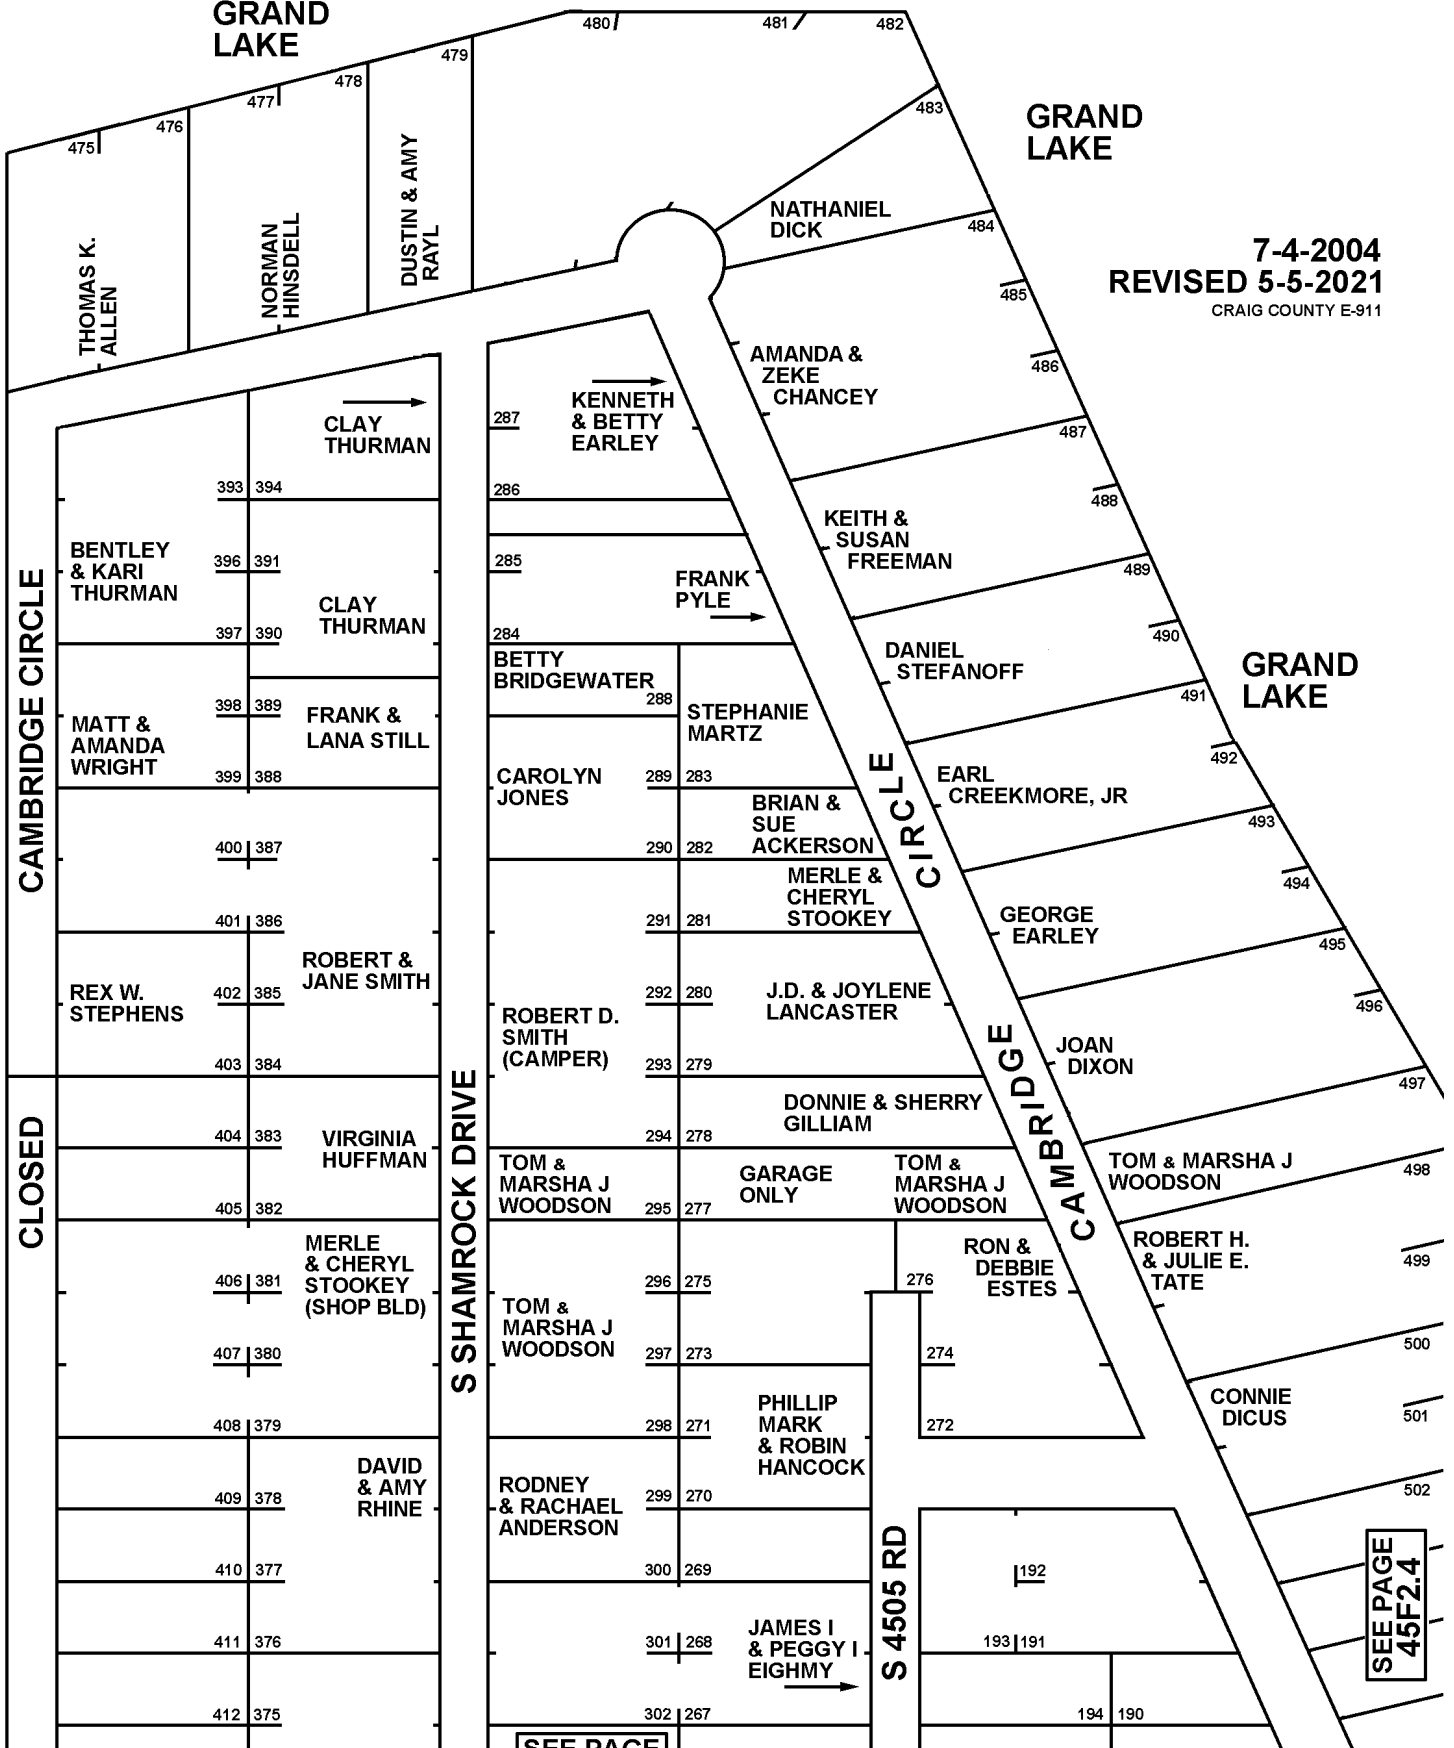 GRAND
LAKE
480
481
482
479
478
477
476
475
483
GRAND
LAKE
THOMAS K.
ALLEN
NORMAN
HINSDELL
DUSTIN & AMY
RAYL
NATHANIEL
DICK
484
7-4-2004
REVISED 5-5-2021
CRAIG COUNTY E-911
485
486
AMANDA &
ZEKE
CHANCEY
487
488
CLAY
THURMAN
287
KENNETH
& BETTY
EARLEY
393 394
286
KEITH &
SUSAN
FREEMAN
489
BENTLEY
& KARI
THURMAN
396 391
285
FRANK
PYLE
CLAY
THURMAN
397 390
284
490
DANIEL
STEFANOFF
GRAND
LAKE
491
BETTY
BRIDGEWATER
288
CAMBRIDGE CIRCLE
398 389
FRANK &
LANA STILL
STEPHANIE
MARTZ
MATT &
AMANDA
WRIGHT
399 388
492
CAROLYN
JONES
289 283
EARL
CREEKMORE, JR
BRIAN &
SUE
ACKERSON
493
400 387
290 282
494
MERLE &
CHERYL
STOOKEY
401 386
291 281
GEORGE
EARLEY
495
ROBERT &
JANE SMITH
REX W.
STEPHENS
402 385
292 280
J.D. & JOYLENE
LANCASTER
496
ROBERT D.
SMITH
(CAMPER)
403 384
293 279
JOAN
DIXON
497
CAMBRIDGE CIRCLE
DONNIE & SHERRY
GILLIAM
CLOSED
404 383
VIRGINIA
HUFFMAN
294 278
S SHAMROCK DRIVE
TOM &
MARSHA J
WOODSON
GARAGE
ONLY
TOM &
MARSHA J
WOODSON
TOM & MARSHA J
WOODSON
498
405 382
295 277
MERLE
& CHERYL
STOOKEY
(SHOP BLD)
RON &
DEBBIE
ESTES
ROBERT H.
& JULIE E.
TATE
499
406 381
296 275
276
TOM &
MARSHA J
WOODSON
407 380
297 273
274
500
PHILLIP
MARK
& ROBIN
HANCOCK
CONNIE
DICUS
501
408 379
298 271
272
DAVID
& AMY
RHINE
RODNEY
& RACHAEL
ANDERSON
409 378
299 270
502
S 4505 RD
SEE PAGE
45F2.4
410 377
300 269
192
411 376
301 268
JAMES I
& PEGGY I
EIGHMY
193 191
412 375
302 267
194 190
SEE PAGE